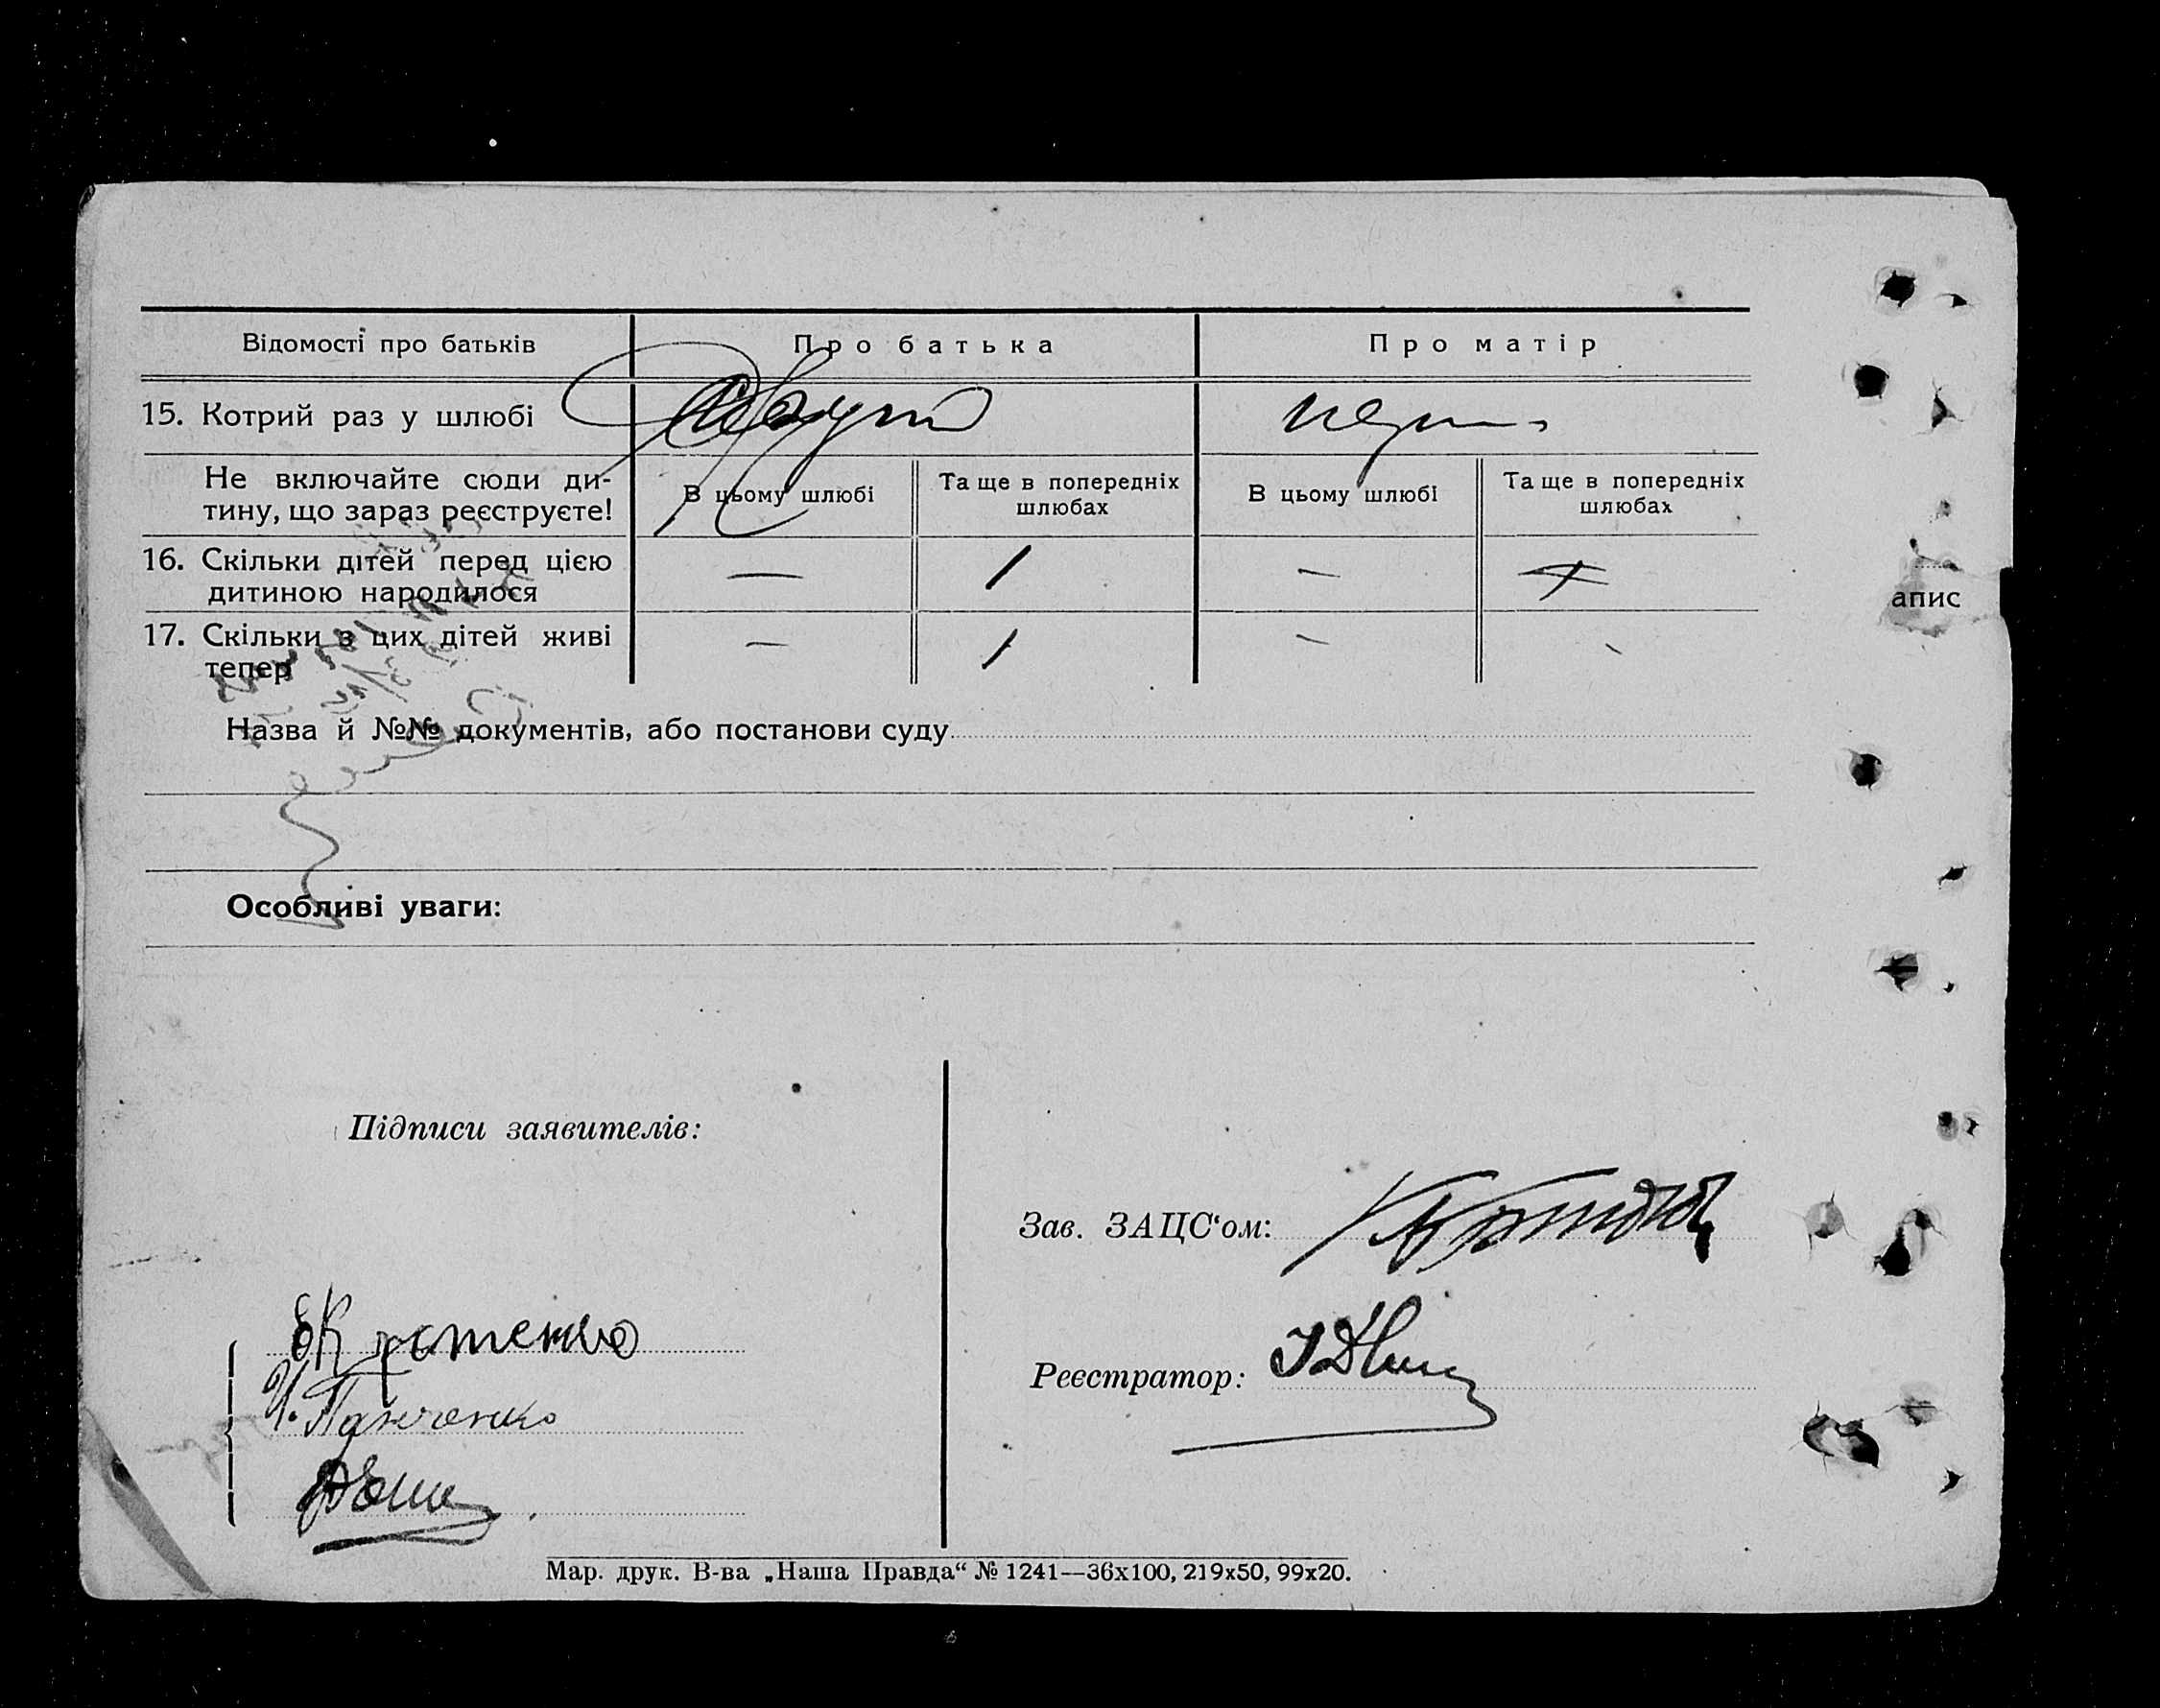 Відомості про батьків
Про батька
Про матір
15. Котрий раз у шлюбі
Не включайте сюди ди-
тину, що зараз реєструєте!
В цьому шлюбі
Та ще в попередніх
шлюбах
В цьому шлюбі
Та ще в попередніх
шлюбах
16. Скільки дітей перед цією
дитиною народилося
— 1 —
17. Скільки з цих дітей живі
тепер
— 1 —
апис
Назва й №№ документів, або постанови суду
Особливі уваги:
Підписи заявителів:
Зав. ЗАЦС‘ом:
Реєстратор:
Панченко
Мар. друк. В-ва „Наша Правда“ № 1241—36х100, 219х50, 99х20.